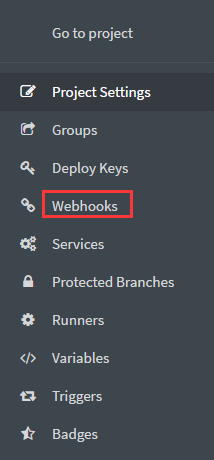 Go to project
Project Settings
Groups
Deploy Keys
Webhooks
Services
Protected Branches
Runners
Variables
Triggers
Badges